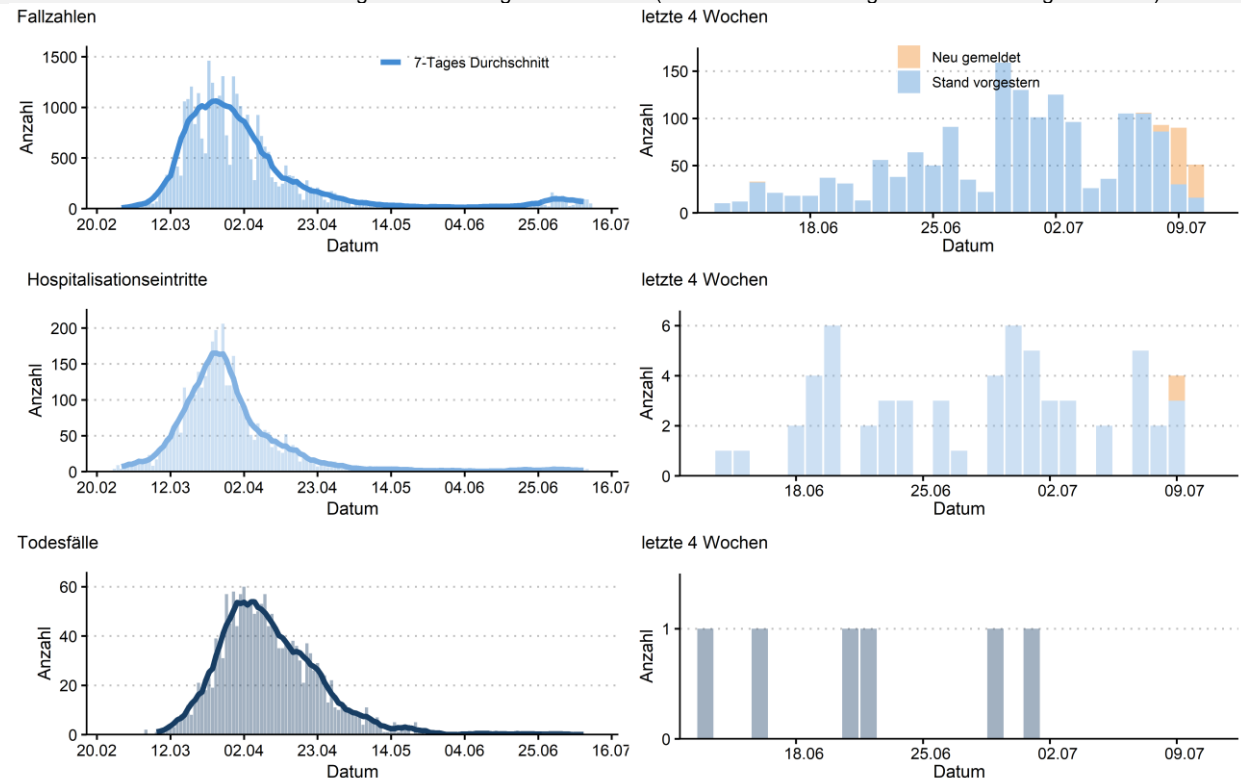 Fallzahlen
letzte 4 Wochen
Anzahl
1500
1000
500
0
7-Tages Durchschnitt
20.02 12.03 02.04 23.04 14.05 04.06 25.06 16.07
Datum
Anzahl
150
100
50
0
Neu gemeldet
Stand vorgestern
18.06 25.06 02.07 09.07
Datum
Hospitalisationseintritte
letzte 4 Wochen
Anzahl
200
150
100
50
0
20.02 12.03 02.04 23.04 14.05 04.06 25.06 16.07
Datum
Anzahl
6
4
2
0
18.06 25.06 02.07 09.07
Datum
Todesfälle
letzte 4 Wochen
Anzahl
60
40
20
0
20.02 12.03 02.04 23.04 14.05 04.06 25.06 16.07
Datum
Anzahl
1
0
18.06 25.06 02.07 09.07
Datum